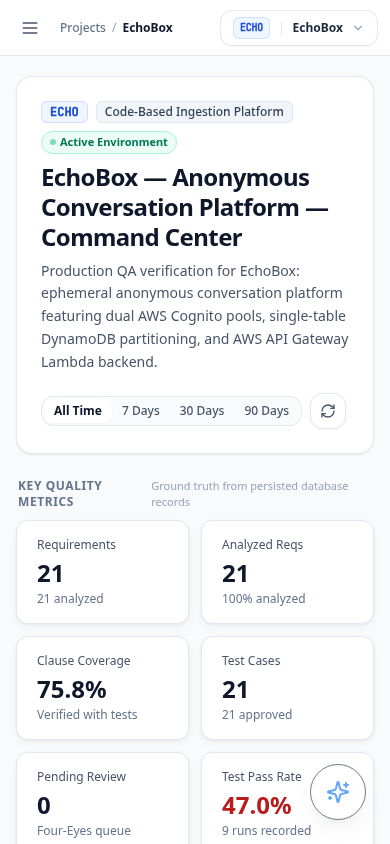 Projects / EchoBox
ECHO EchoBox
ECHO Code-Based Ingestion Platform
Active Environment
EchoBox — Anonymous
Conversation Platform —
Command Center
Production QA verification for EchoBox:
ephemeral anonymous conversation platform
featuring dual AWS Cognito pools, single-table
DynamoDB partitioning, and AWS API Gateway
Lambda backend.
All Time 7 Days 30 Days 90 Days
KEY QUALITY
METRICS
Ground truth from persisted database
records
Requirements
21
21 analyzed
Analyzed Reqs
21
100% analyzed
Clause Coverage
75.8%
Verified with tests
Test Cases
21
21 approved
Pending Review
0
Four-Eyes queue
Test Pass Rate
47.0%
9 runs recorded